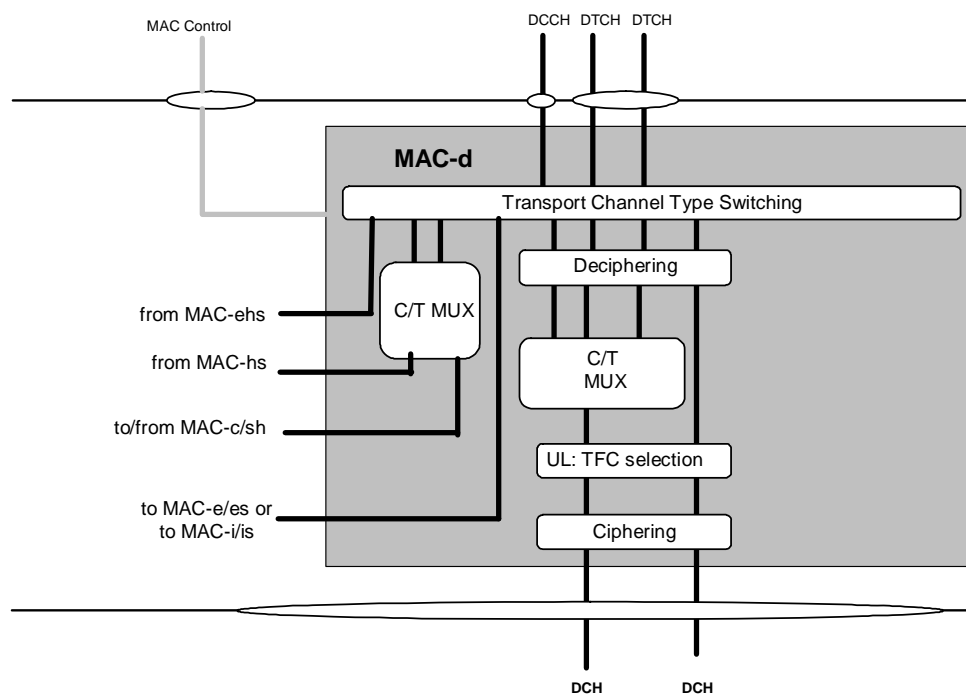 MAC Control
DCCH DTCH DTCH
MAC-d
Transport Channel Type Switching
Deciphering
from MAC-ehs
C/T MUX
from MAC-hs
C/T
MUX
to/from MAC-c/sh
UL: TFC selection
to MAC-e/es or
to MAC-i/is
Ciphering
DCH DCH